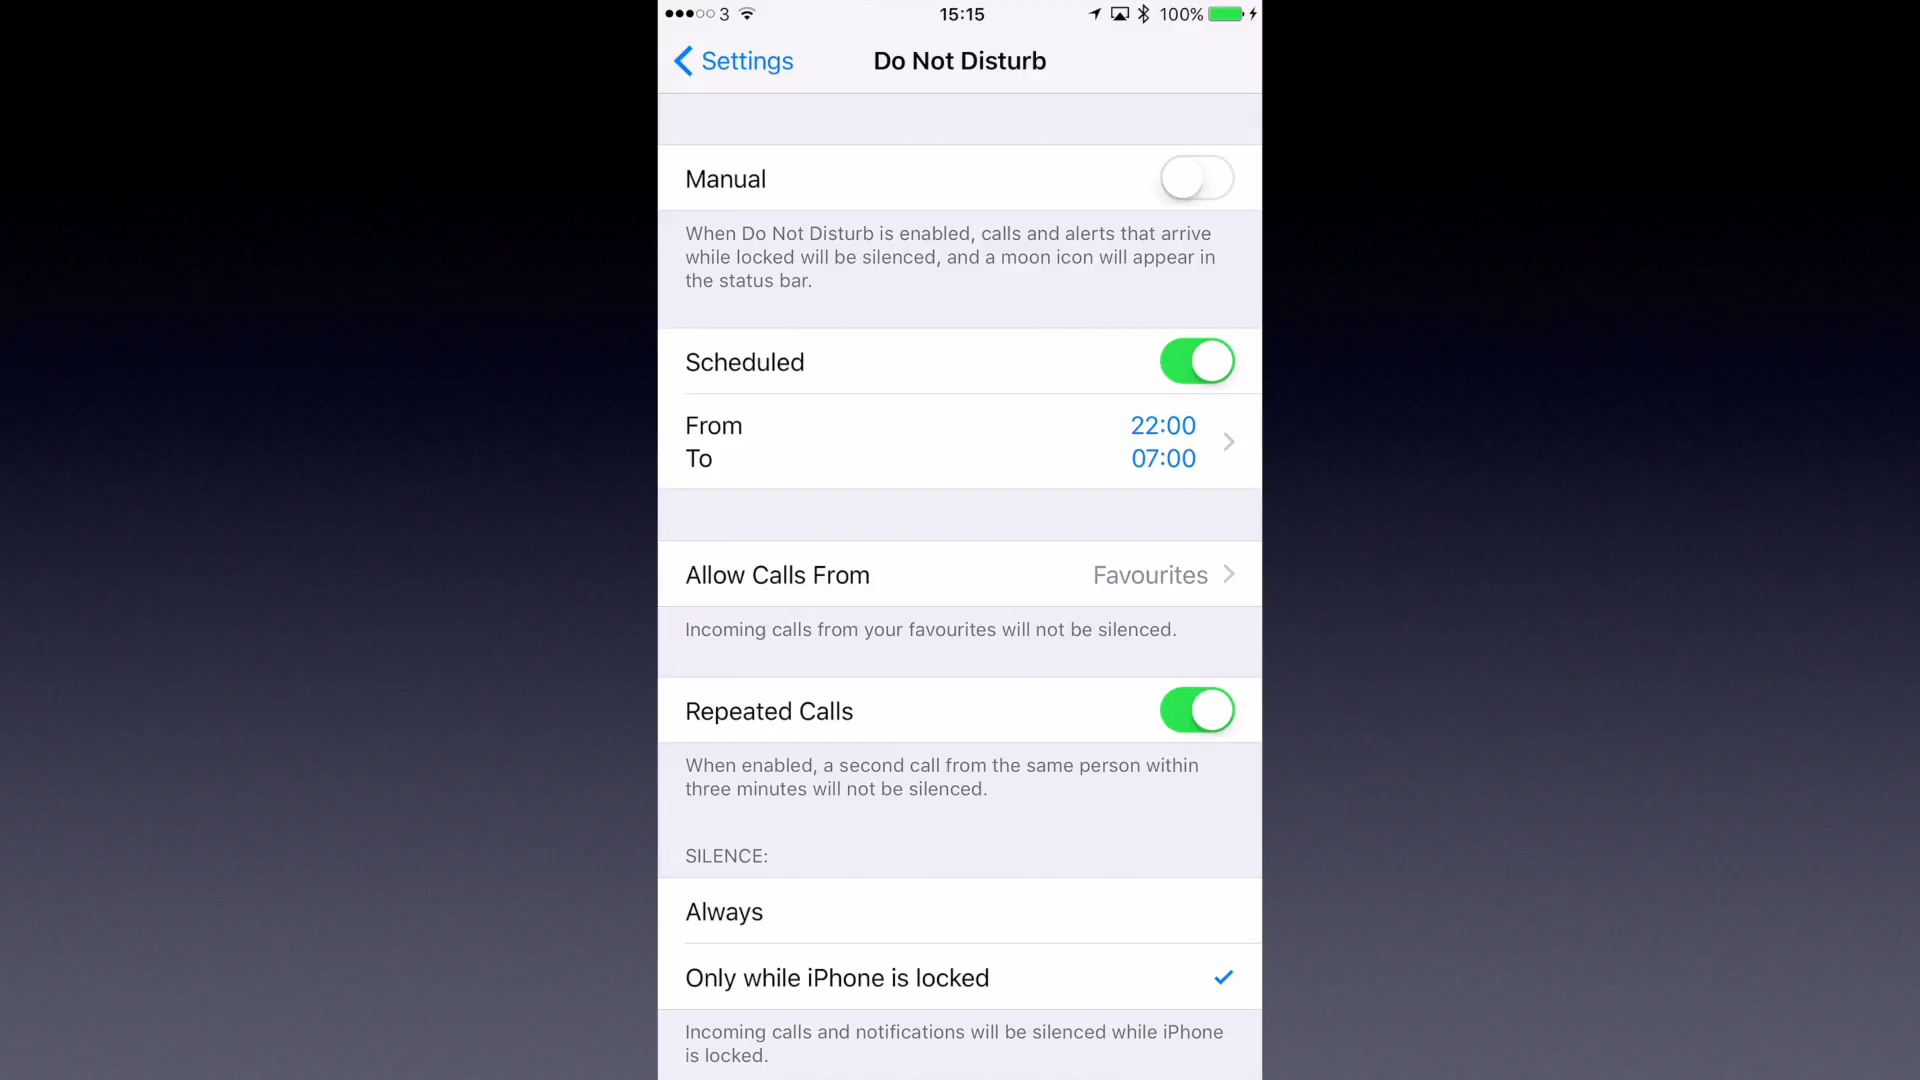 3 15:15 100%
Settings Do Not Disturb
Manual
When Do Not Disturb is enabled, calls and alerts that arrive
while locked will be silenced, and a moon icon will appear in
the status bar.
Scheduled
From 22:00
To 07:00
Allow Calls From Favourites
Incoming calls from your favourites will not be silenced.
Repeated Calls
When enabled, a second call from the same person within
three minutes will not be silenced.
SILENCE:
Always
Only while iPhone is locked
Incoming calls and notifications will be silenced while iPhone
is locked.